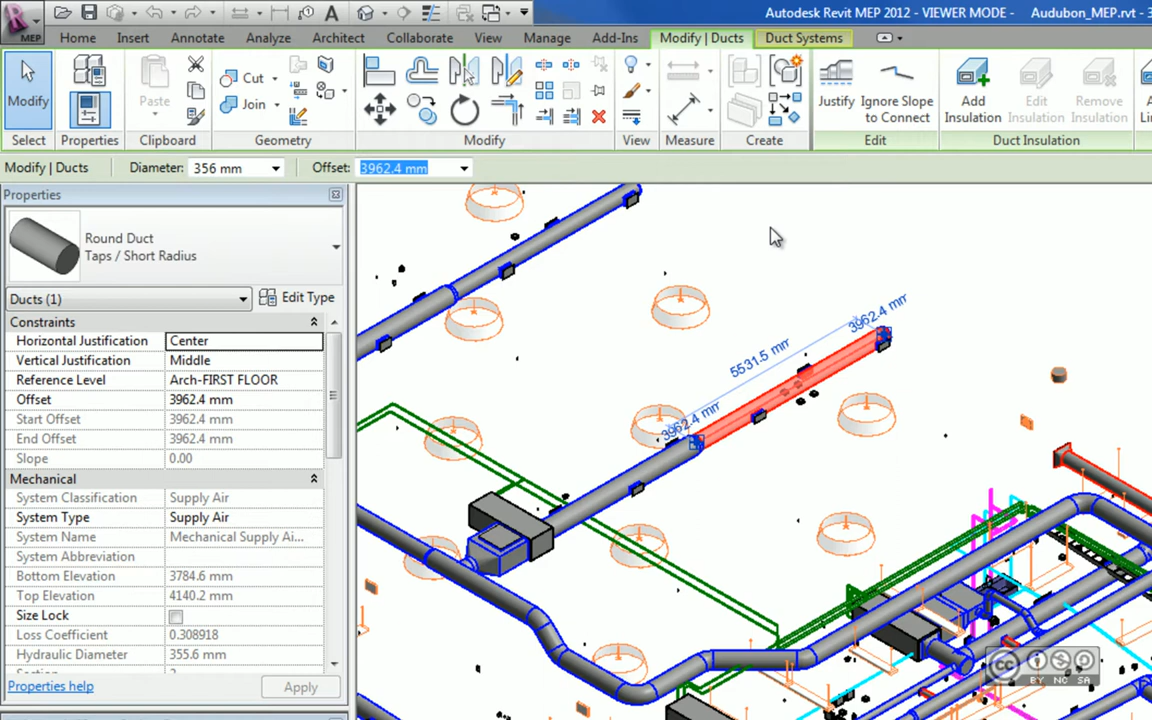 Autodesk Revit MEP 2012 - VIEWER MODE - Audubon_MEP.rvt - 3
MEP
Home Insert Annotate Analyze Architect Collaborate View Manage Add-Ins Modify | Ducts Duct Systems
Modify
Paste
Cut
Join
Justify
Ignore Slope
to Connect
Add
Insulation
Edit
Insulation
Remove
Insulation
Select Properties Clipboard Geometry Modify View Measure Create Edit Duct Insulation
Modify | Ducts Diameter: 356 mm Offset: 3962.4 mm
Properties
Round Duct
Taps / Short Radius
Ducts (1) Edit Type
Constraints
Horizontal Justification Center
Vertical Justification Middle
Reference Level Arch-FIRST FLOOR
Offset 3962.4 mm
Start Offset 3962.4 mm
End Offset 3962.4 mm
Slope 0.00
Mechanical
System Classification Supply Air
System Type Supply Air
System Name Mechanical Supply Ai...
System Abbreviation
Bottom Elevation 3784.6 mm
Top Elevation 4140.2 mm
Size Lock
Loss Coefficient 0.308918
Hydraulic Diameter 355.6 mm
Properties help Apply
3962.4 mm
5531.5 mm
3962.4 mm
cc
BY NC SA